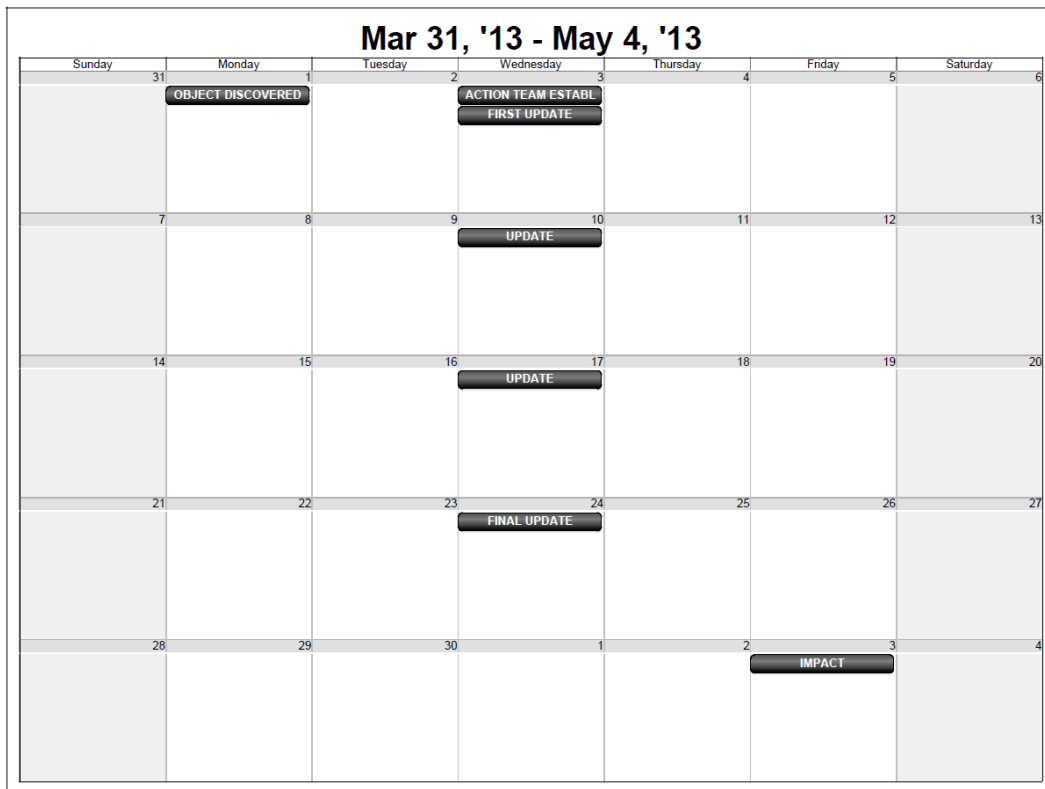 Mar 31, '13 - May 4, '13
Sunday Monday Tuesday Wednesday Thursday Friday Saturday
31 1 2 3 4 5 6
OBJECT DISCOVERED ACTION TEAM ESTABL
FIRST UPDATE
7 8 9 10 11 12 13
UPDATE
14 15 16 17 18 19 20
UPDATE
21 22 23 24 25 26 27
FINAL UPDATE
28 29 30 1 2 3 4
IMPACT